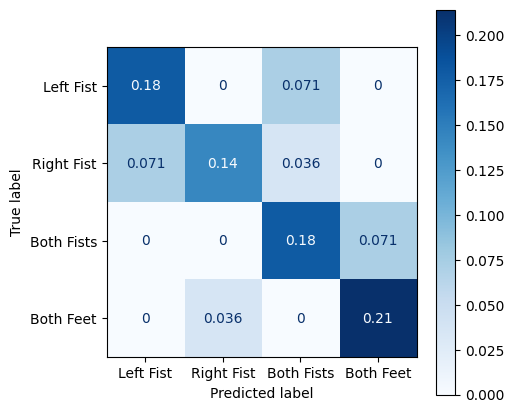 True label
Left Fist 0.18 0 0.071 0
Right Fist 0.071 0.14 0.036 0
Both Fists 0 0 0.18 0.071
Both Feet 0 0.036 0 0.21
Left Fist Right Fist Both Fists Both Feet
Predicted label
0.200
0.175
0.150
0.125
0.100
0.075
0.050
0.025
0.000